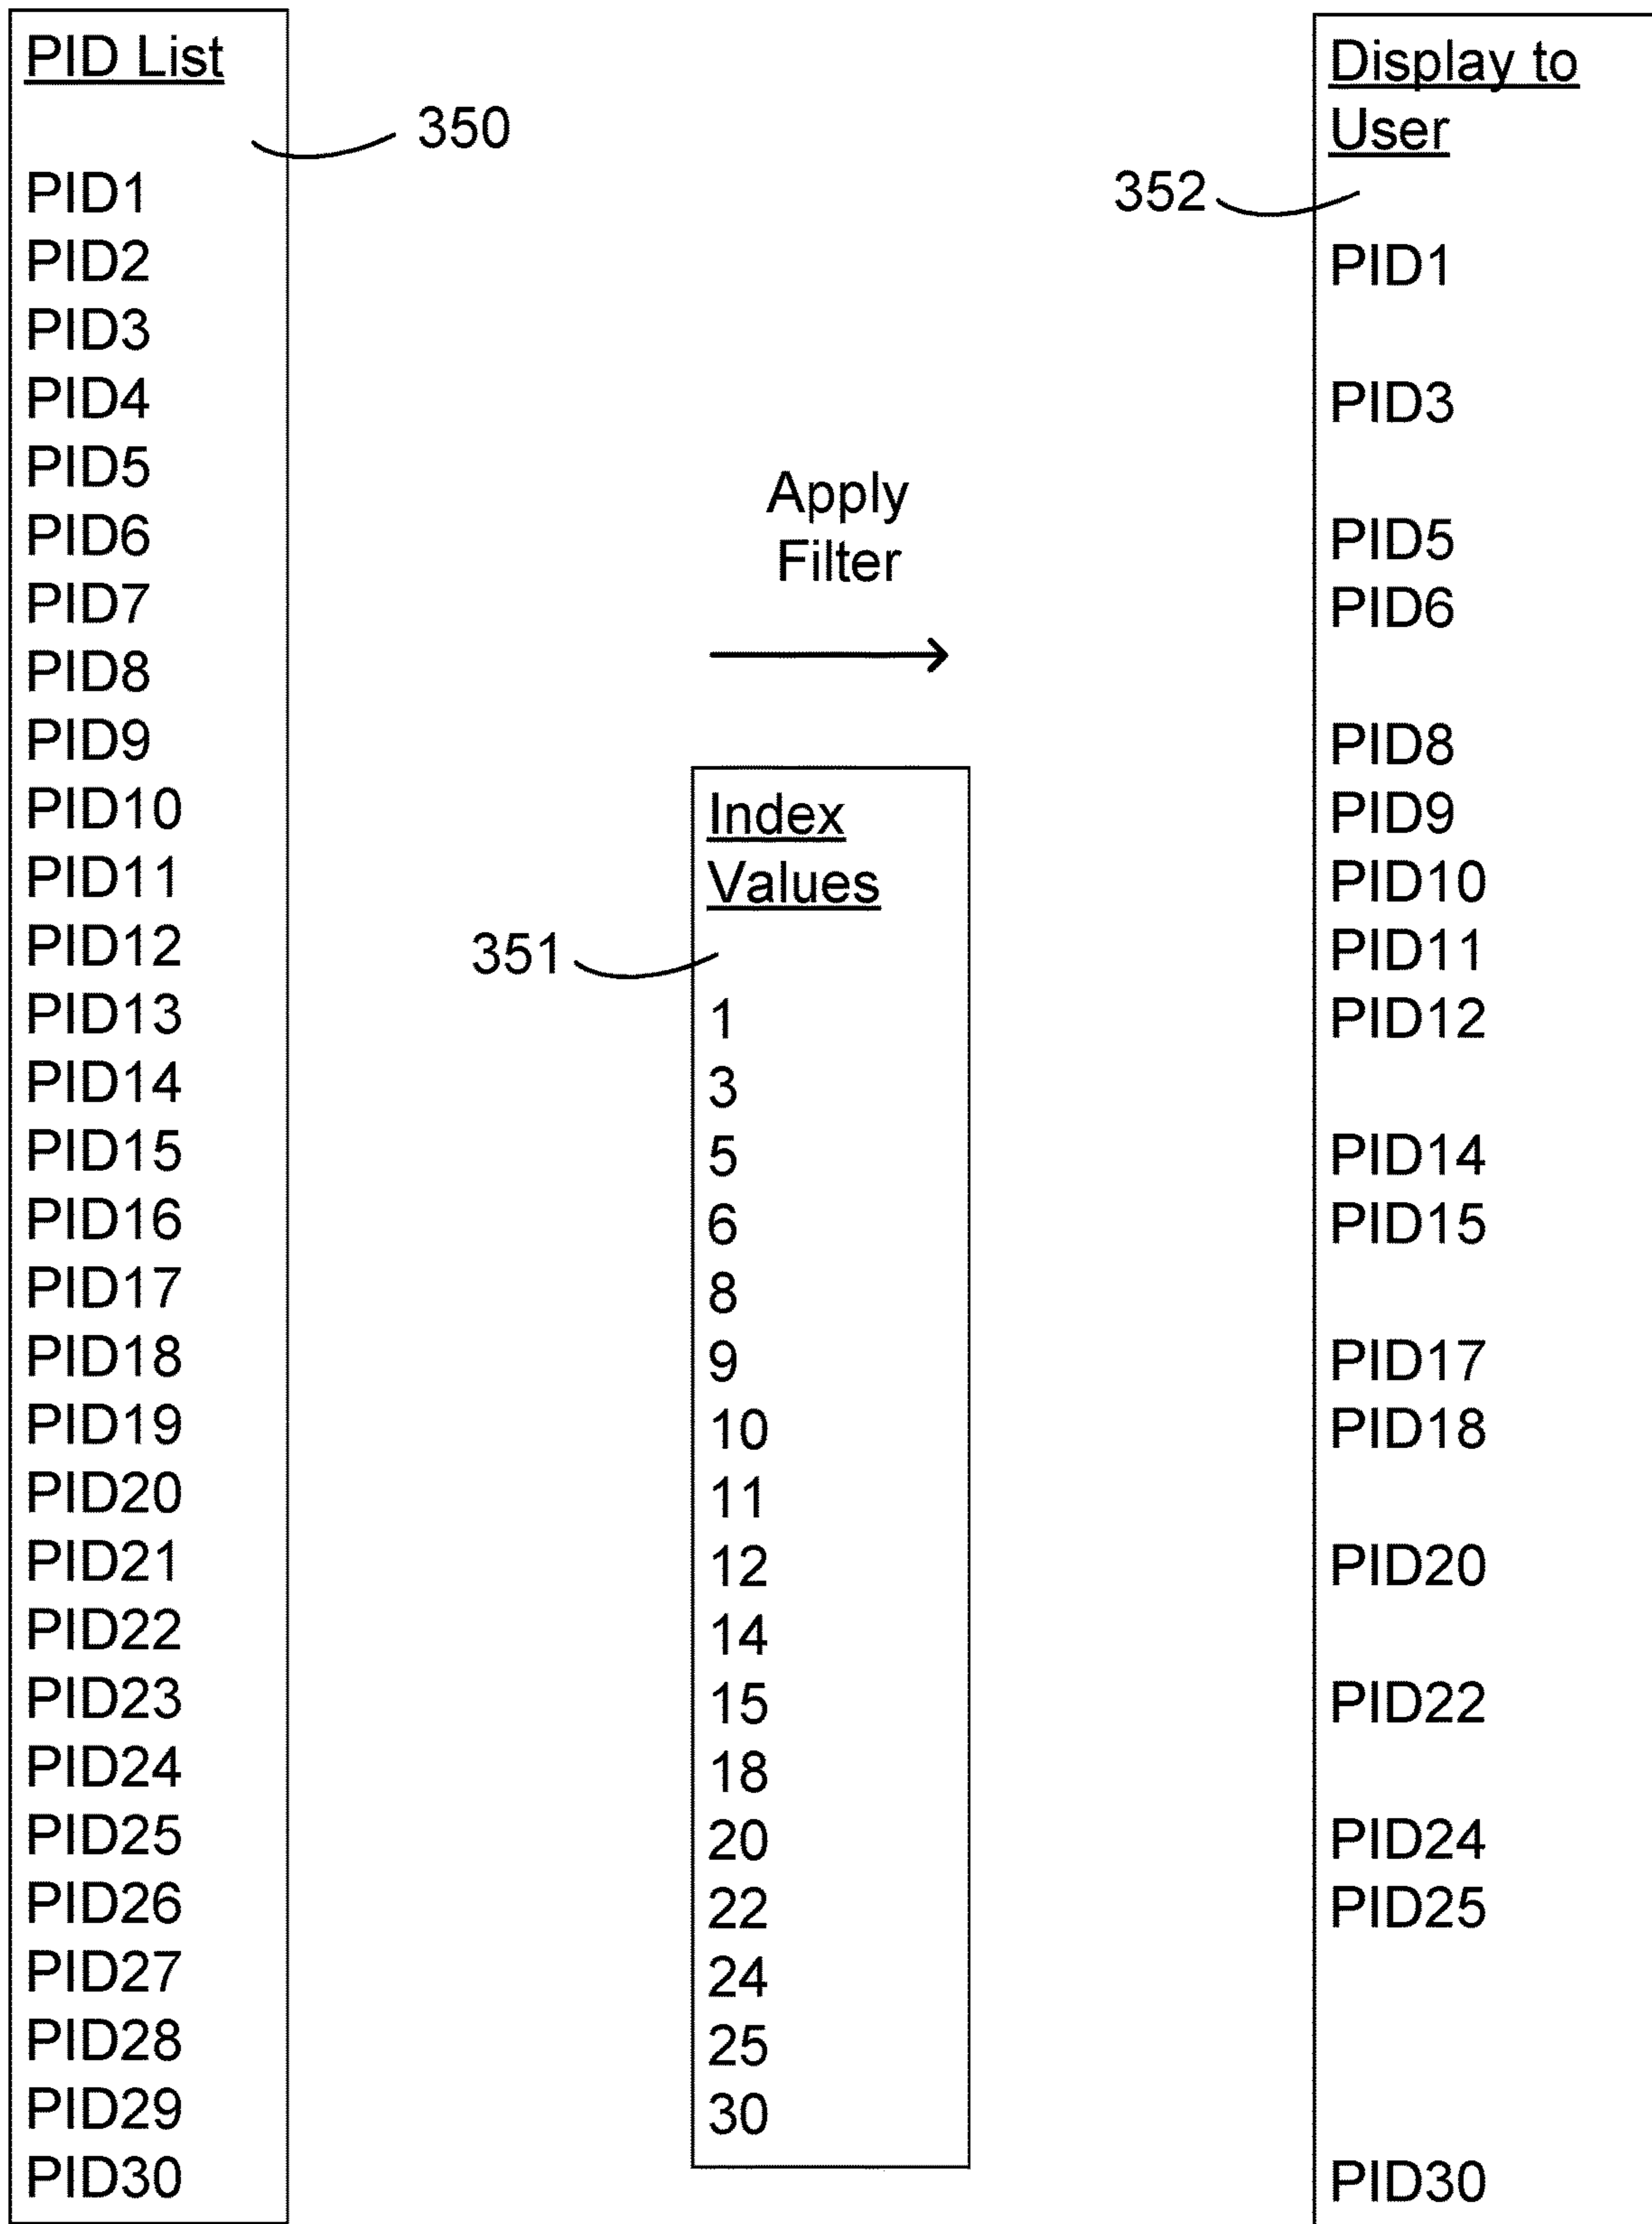 PID List
350
PID1
PID2
PID3
PID4
PID5
PID6
PID7
PID8
PID9
PID10
PID11
PID12
PID13
PID14
PID15
PID16
PID17
PID18
PID19
PID20
PID21
PID22
PID23
PID24
PID25
PID26
PID27
PID28
PID29
PID30
Apply
Filter
Index
Values
351
1
3
5
6
8
9
10
11
12
14
15
18
20
22
24
25
30
Display to
User
352
PID1
PID3
PID5
PID6
PID8
PID9
PID10
PID11
PID12
PID14
PID15
PID17
PID18
PID20
PID22
PID24
PID25
PID30